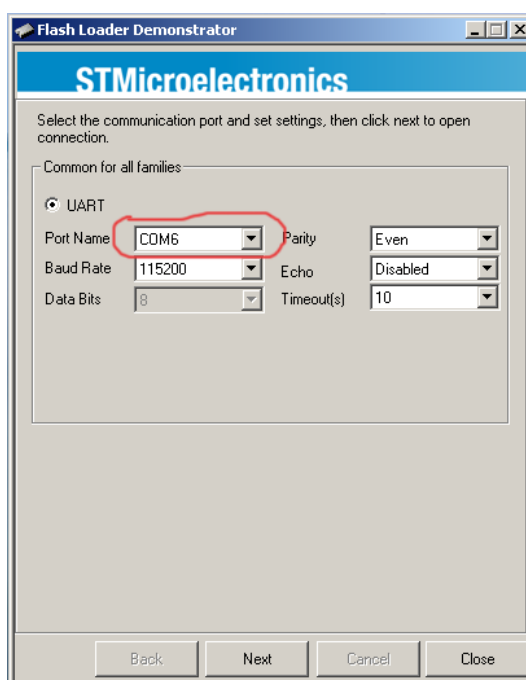 Flash Loader Demonstrator
STMicroelectronics
Select the communication port and set settings, then click next to open
connection.
Common for all families
UART
Port Name COM6 Parity Even
Baud Rate 115200 Echo Disabled
Data Bits 8 Timeout(s) 10
Back Next Cancel Close